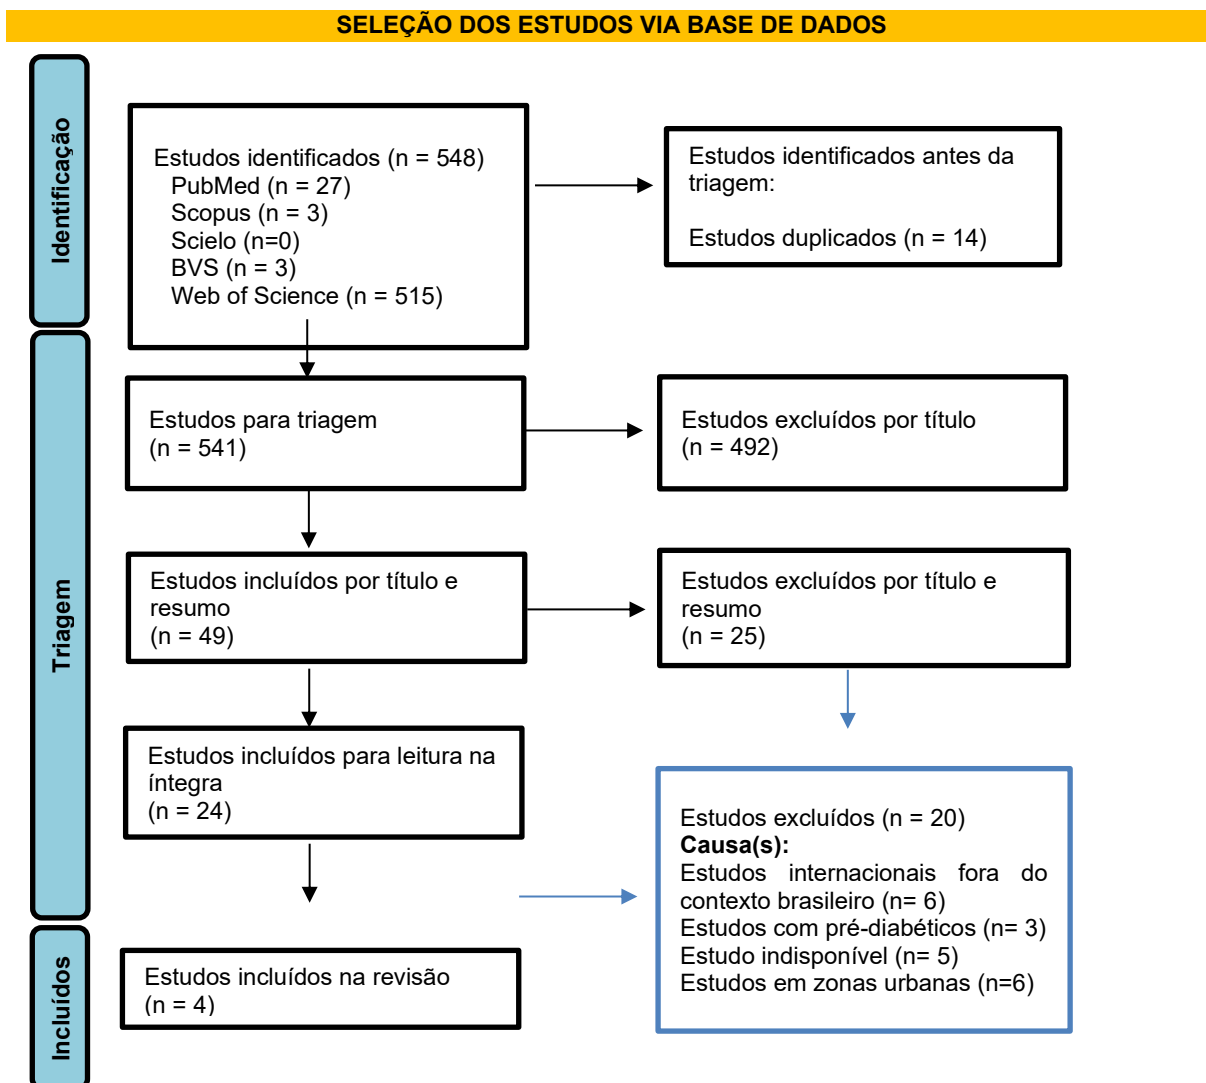 SELEÇÃO DOS ESTUDOS VIA BASE DE DADOS
Identificação
Estudos identificados (n = 548)
PubMed (n = 27)
Scopus (n = 3)
Scielo (n=0)
BVS (n = 3)
Web of Science (n = 515)
Estudos identificados antes da
triagem:
Estudos duplicados (n = 14)
Triagem
Estudos para triagem
(n = 541)
Estudos excluídos por título
(n = 492)
Estudos incluídos por título e
resumo
(n = 49)
Estudos excluídos por título e
resumo
(n = 25)
Estudos incluídos para leitura na
íntegra
(n = 24)
Estudos excluídos (n = 20)
Causa(s):
Estudos internacionais fora do
contexto brasileiro (n= 6)
Estudos com pré-diabéticos (n= 3)
Estudo indisponível (n= 5)
Estudos em zonas urbanas (n=6)
Incluídos
Estudos incluídos na revisão
(n = 4)